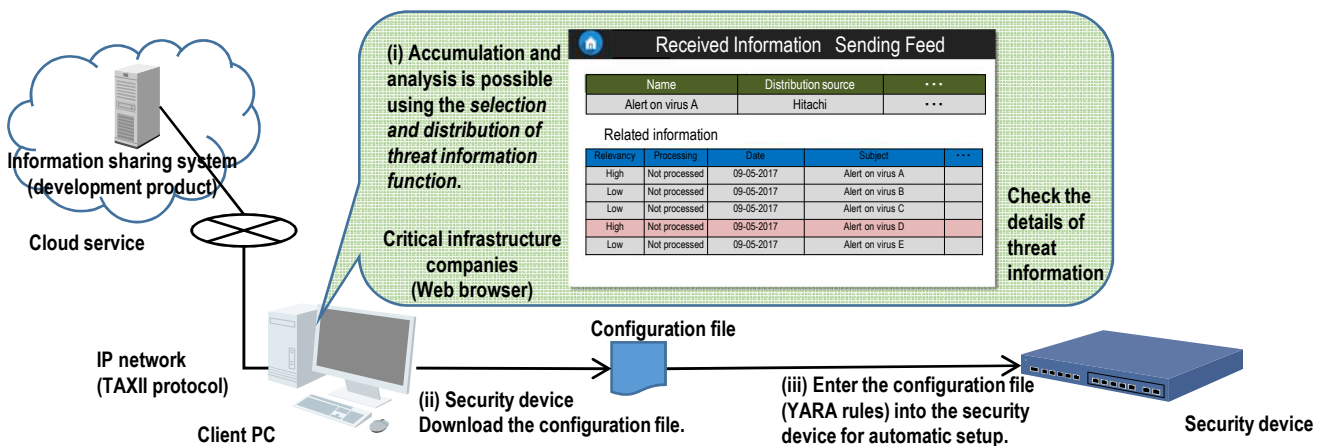 Information sharing system
(development product)
Cloud service
(i) Accumulation and
analysis is possible
using the selection
and distribution of
threat information
function.
Critical infrastructure
companies
(Web browser)
Received Information Sending Feed
Name Distribution source ･･･
Alert on virus A Hitachi ･･･
Related information
Relevancy Processing Date Subject ･･･
High Not processed 09-05-2017 Alert on virus A
Low Not processed 09-05-2017 Alert on virus B
Low Not processed 09-05-2017 Alert on virus C
High Not processed 09-05-2017 Alert on virus D
Low Not processed 09-05-2017 Alert on virus E
Check the
details of
threat
information
IP network
(TAXII protocol)
Client PC
(ii) Security device
Download the configuration file.
Configuration file
(iii) Enter the configuration file
(YARA rules) into the security
device for automatic setup.
Security device